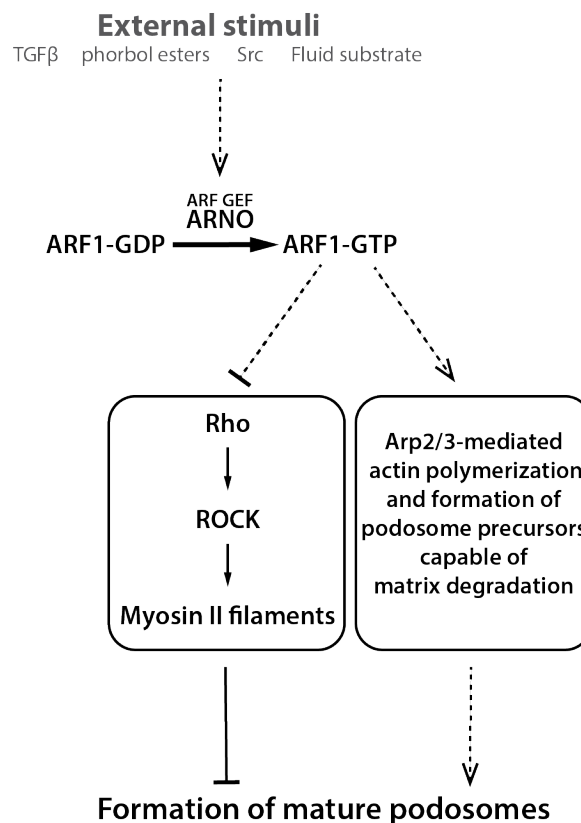 External stimuli
TGFβ phorbol esters Src Fluid substrate
ARF GEF
ARNO
ARF1-GDP ARF1-GTP
Rho
ROCK
Myosin II filaments
Arp2/3-mediated
actin polymerization
and formation of
podosome precursors
capable of
matrix degradation
Formation of mature podosomes